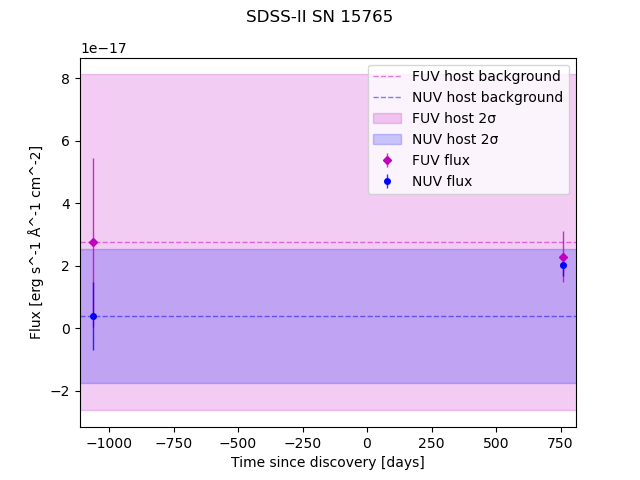 SDSS-II SN 15765
1e−17
FUV host background
NUV host background
FUV host 2σ
NUV host 2σ
FUV flux
NUV flux
8
6
4
2
0
−2
Flux [erg s^-1 Å^-1 cm^-2]
−1000 −750 −500 −250 0 250 500 750
Time since discovery [days]